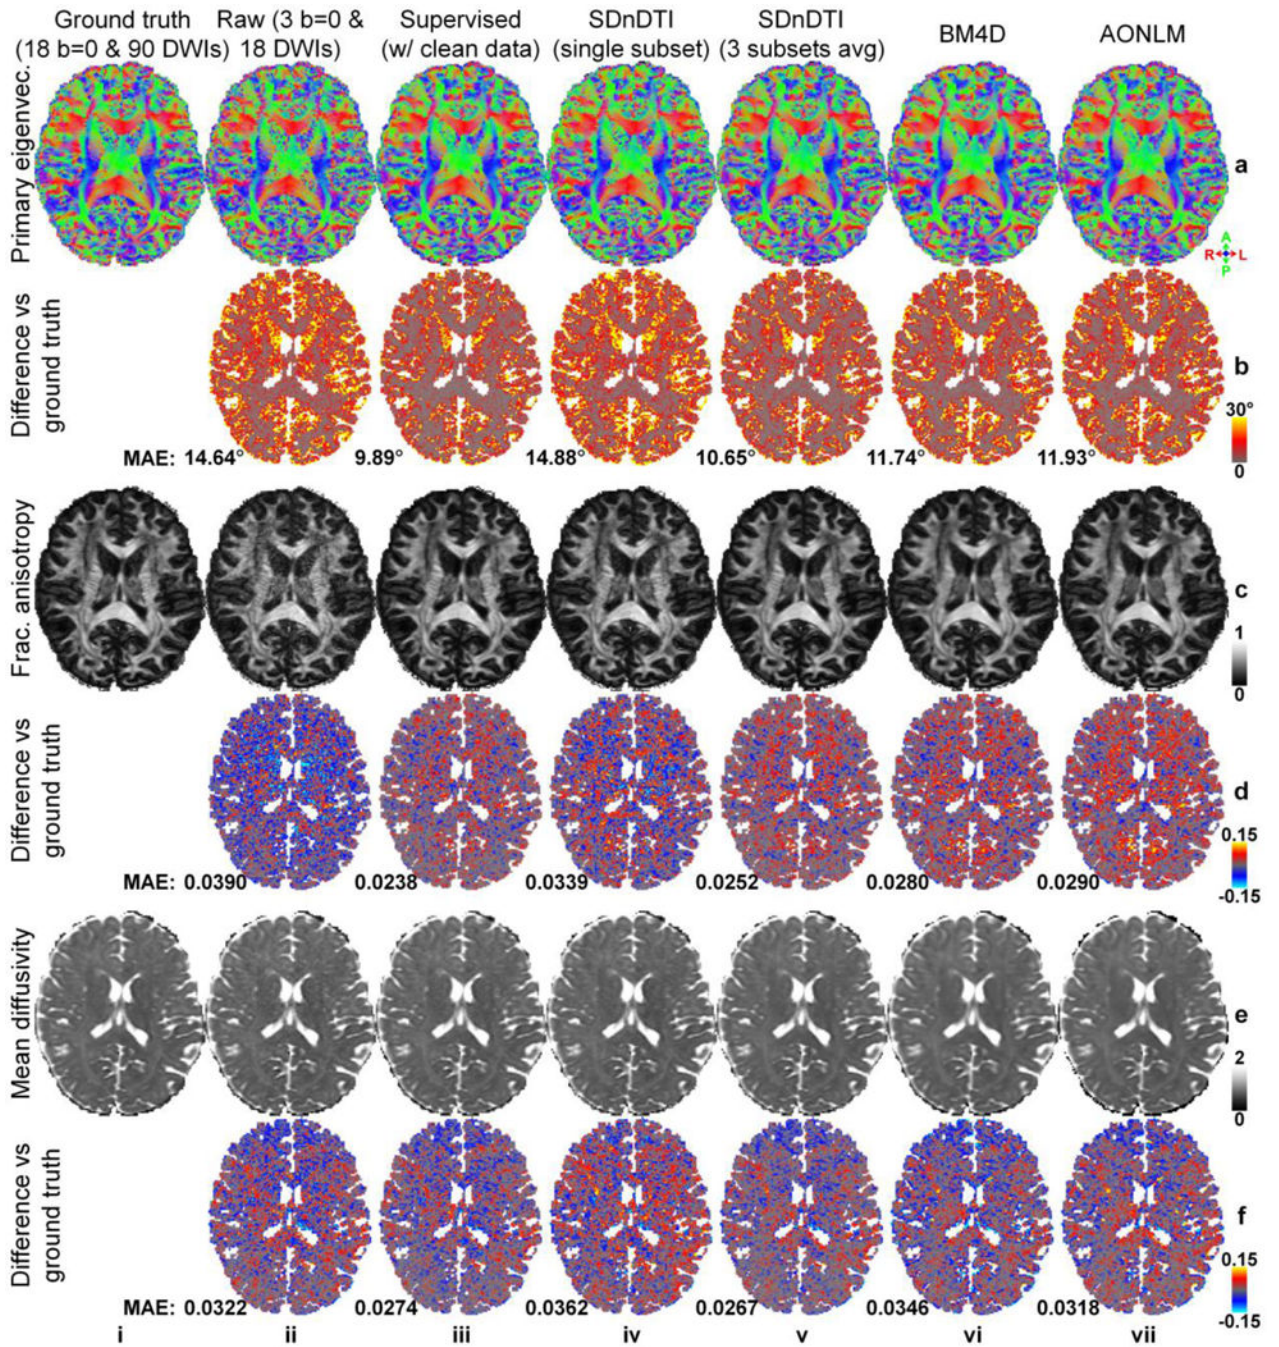 Ground truth Raw (3 b=0 & Supervised SDnDTI SDnDTI BM4D AONLM
(18 b=0 & 90 DWIs) 18 DWIs) (w/ clean data) (single subset) (3 subsets avg)
Primary eigenvec.
a
A
R L
P
Difference vs
ground truth
b
30°
0
MAE: 14.64° 9.89° 14.88° 10.65° 11.74° 11.93°
Frac. anisotropy
c
1
0
Difference vs
ground truth
d
0.15
-0.15
MAE: 0.0390 0.0238 0.0339 0.0252 0.0280 0.0290
Mean diffusivity
e
2
0
Difference vs
ground truth
f
0.15
-0.15
MAE: 0.0322 0.0274 0.0362 0.0267 0.0346 0.0318
i ii iii iv v vi vii